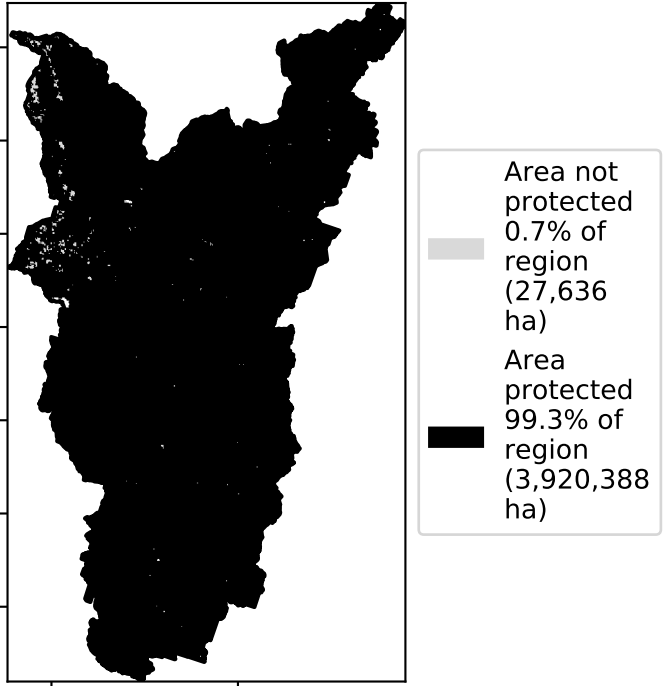 Area not
protected
0.7% of
region
(27,636
ha)
Area
protected
99.3% of
region
(3,920,388
ha)